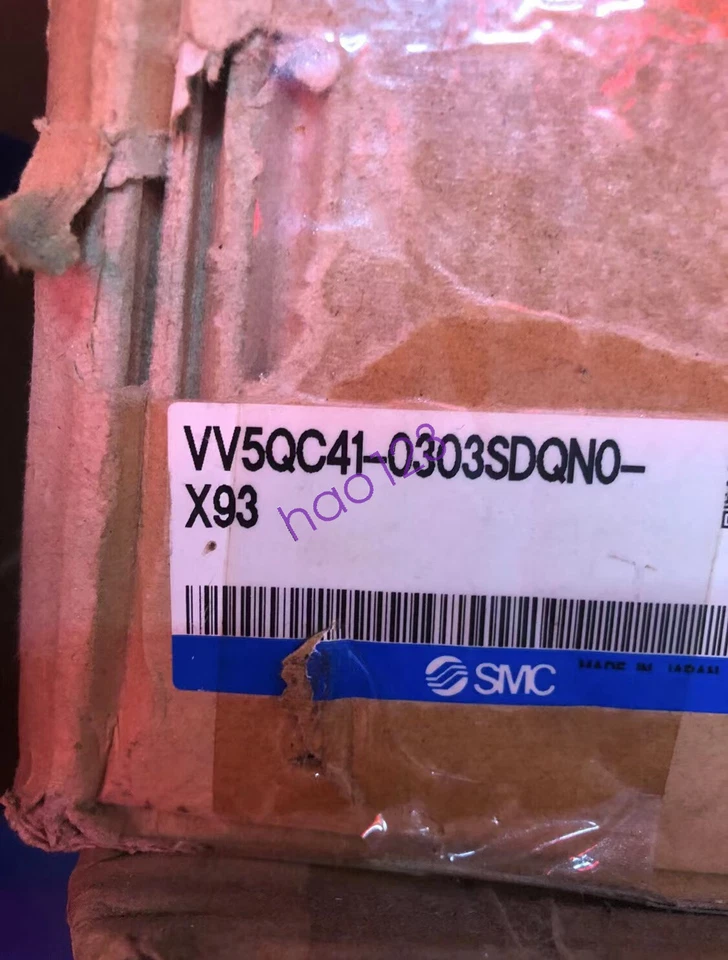 VV5QC41-0303SDQN0-
X93
hao123
SMC
MADE IN JAPAN